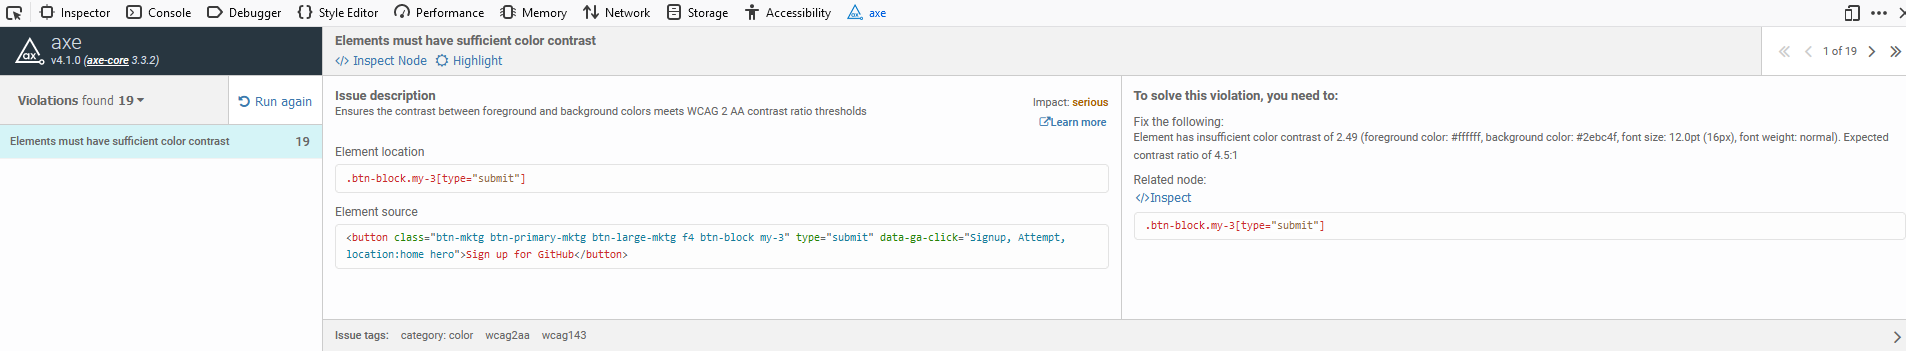 Inspector Console Debugger Style Editor Performance Memory Network Storage Accessibility axe
axe
v4.1.0 (axe-core 3.3.2)
Violations found 19
Run again
Elements must have sufficient color contrast 19
Elements must have sufficient color contrast
</> Inspect Node Highlight
1 of 19
Issue description
Ensures the contrast between foreground and background colors meets WCAG 2 AA contrast ratio thresholds
Impact: serious
Learn more
Element location
.btn-block.my-3[type="submit"]
Element source
<button class="btn-mktg btn-primary-mktg btn-large-mktg f4 btn-block my-3" type="submit" data-ga-click="Signup, Attempt,
location:home hero">Sign up for GitHub</button>
To solve this violation, you need to:
Fix the following:
Element has insufficient color contrast of 2.49 (foreground color: #ffffff, background color: #2ebc4f, font size: 12.0pt (16px), font weight: normal). Expected
contrast ratio of 4.5:1
Related node:
</>Inspect
.btn-block.my-3[type="submit"]
Issue tags: category: color wcag2aa wcag143